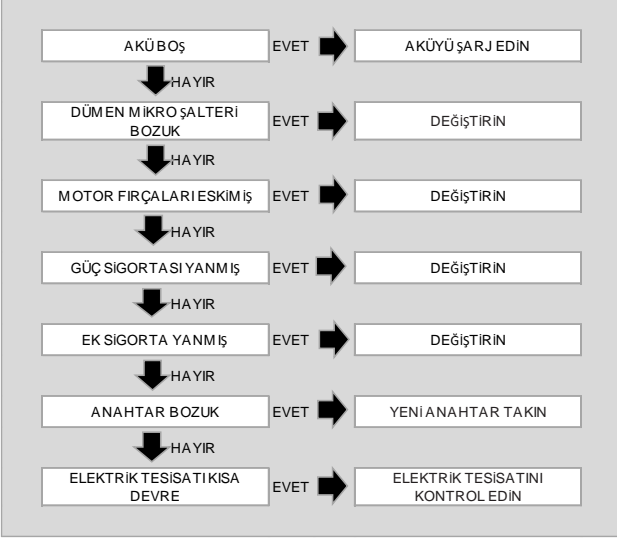 AKÜ BOŞ EVET AKÜYÜ ŞARJ EDİN
HAYIR
DÜMEN MİKRO ŞALTERİ
BOZUK
EVET
DEĞİŞTİRİN
HAYIR
MOTOR FIRÇALARI ESKİMİŞ EVET DEĞİŞTİRİN
HAYIR
GÜÇ SİGORTASI YANMIŞ EVET DEĞİŞTİRİN
HAYIR
EK SİGORTA YANMIŞ EVET DEĞİŞTİRİN
HAYIR
ANAHTAR BOZUK EVET YENİ ANAHTAR TAKIN
HAYIR
ELEKTRİK TESİSATI KISA
DEVRE
EVET
ELEKTRİK TESİSATINI
KONTROL EDİN